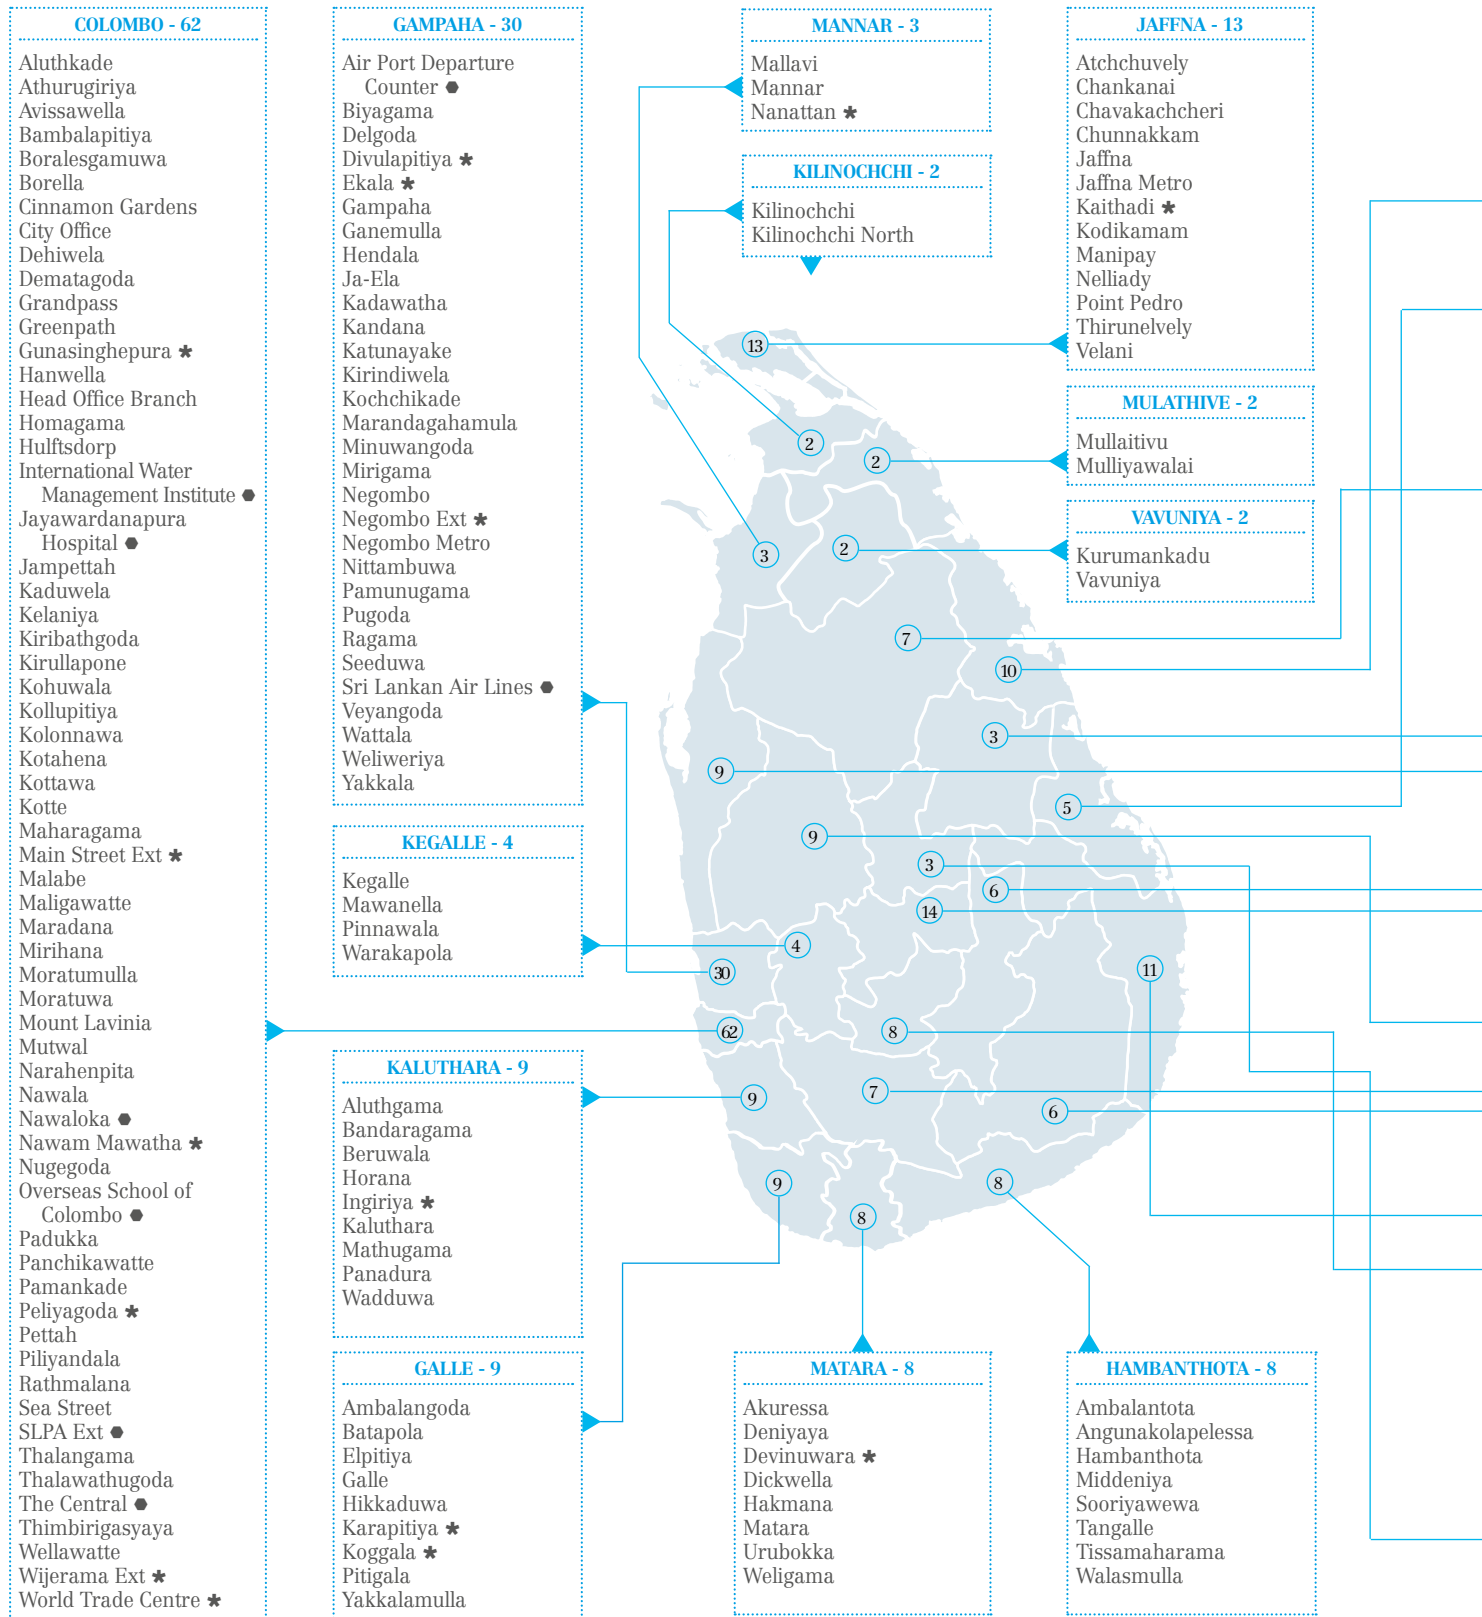 COLOMBO - 62
Aluthkade
Athurugiriya
Avissawella
Bambalapitiya
Boralesgamuwa
Borella
Cinnamon Gardens
City Office
Dehiwela
Dematagoda
Grandpass
Greenpath
Gunasinghepura *
Hanwella
Head Office Branch
Homagama
Hulftsdorp
International Water
Management Institute ⬢
Jayawardanapura
Hospital ⬢
Jampettah
Kaduwela
Kelaniya
Kiribathgoda
Kirullapone
Kohuwala
Kollupitiya
Kolonnawa
Kotahena
Kottawa
Kotte
Maharagama
Main Street Ext *
Malabe
Maligawatte
Maradana
Mirihana
Moratumulla
Moratuwa
Mount Lavinia
Mutwal
Narahenpita
Nawala
Nawaloka ⬢
Nawam Mawatha *
Nugegoda
Overseas School of
Colombo ⬢
Padukka
Panchikawatte
Pamankade
Peliyagoda *
Pettah
Piliyandala
Rathmalana
Sea Street
SLPA Ext ⬢
Thalangama
Thalawathugoda
The Central ⬢
Thimbirigasyaya
Wellawatte
Wijerama Ext *
World Trade Centre *
GAMPAHA - 30
Air Port Departure
Counter ⬢
Biyagama
Delgoda
Divulapitiya *
Ekala *
Gampaha
Ganemulla
Hendala
Ja-Ela
Kadawatha
Kandana
Katunayake
Kirindiwela
Kochchikade
Marandagahamula
Minuwangoda
Mirigama
Negombo
Negombo Ext *
Negombo Metro
Nittambuwa
Pamunugama
Pugoda
Ragama
Seeduwa
Sri Lankan Air Lines ⬢
Veyangoda
Wattala
Weliweriya
Yakkala
KEGALLE - 4
Kegalle
Mawanella
Pinnawala
Warakapola
KALUTHARA - 9
Aluthgama
Bandaragama
Beruwala
Horana
Ingiriya *
Kaluthara
Mathugama
Panadura
Wadduwa
GALLE - 9
Ambalangoda
Batapola
Elpitiya
Galle
Hikkaduwa
Karapitiya *
Koggala *
Pitigala
Yakkalamulla
MANNAR - 3
Mallavi
Mannar
Nanattan *
KILINOCHCHI - 2
Kilinochchi
Kilinochchi North
JAFFNA - 13
Atchchuvely
Chankanai
Chavakachcheri
Chunnakkam
Jaffna
Jaffna Metro
Kaithadi *
Kodikamam
Manipay
Nelliady
Point Pedro
Thirunelvely
Velani
MULATHIVE - 2
Mullaitivu
Mulliyawalai
VAVUNIYA - 2
Kurumankadu
Vavuniya
13
2
2
3
2
7
10
3
9
5
9
3
6
14
4
11
30
62
8
7
9
6
9
8
8
MATARA - 8
Akuressa
Deniyaya
Devinuwara *
Dickwella
Hakmana
Matara
Urubokka
Weligama
HAMBANTHOTA - 8
Ambalantota
Angunakolapelessa
Hambanthota
Middeniya
Sooriyawewa
Tangalle
Tissamaharama
Walasmulla